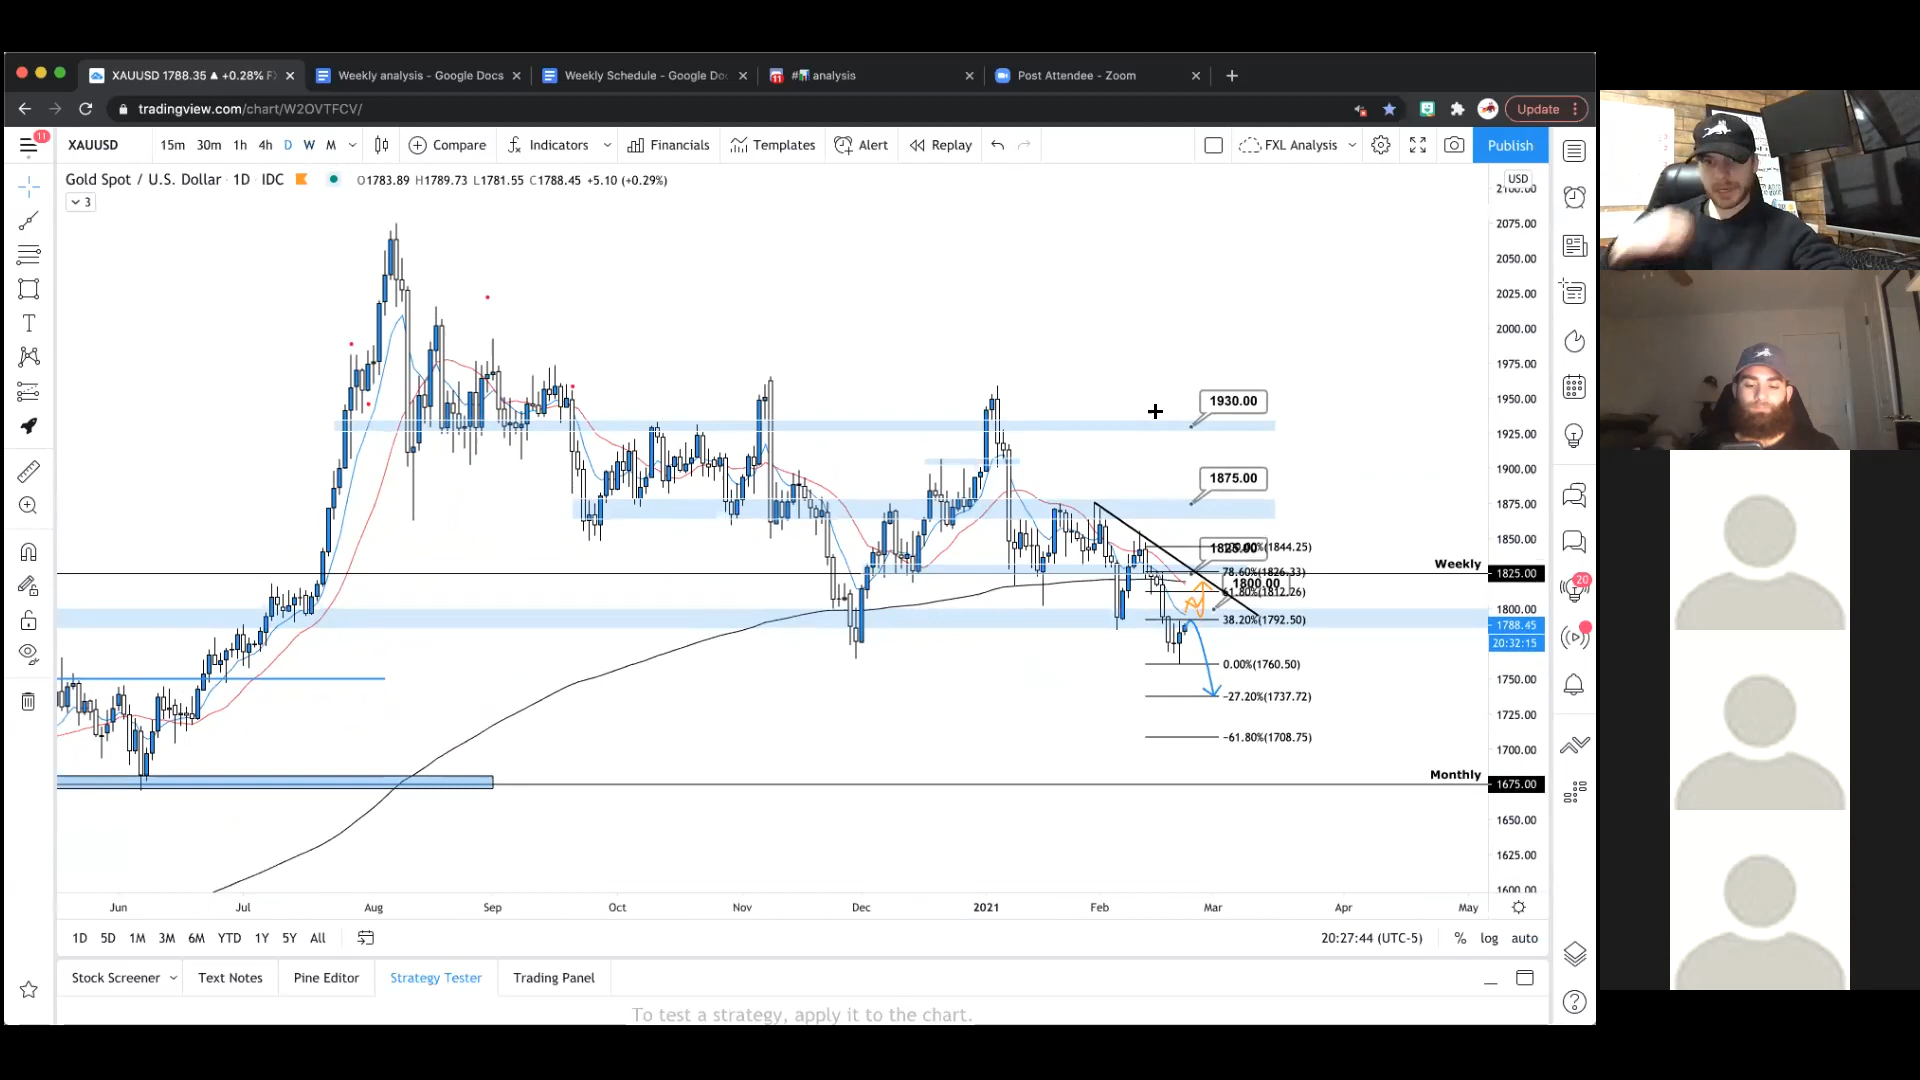 XAUUSD 1788.35 ▲ +0.28% F
Weekly analysis - Google Docs
Weekly Schedule - Google Do
analysis
Post Attendee - Zoom
tradingview.com/chart/W2OVTFCV/
Update
11
XAUUSD 15m 30m 1h 4h D W M Compare Indicators Financials Templates Alert Replay FXL Analysis Publish
Gold Spot / U.S. Dollar · 1D · IDC O1783.89 H1789.73 L1781.55 C1788.45 +5.10 (+0.29%)
3
USD
2075.00
2050.00
2025.00
2000.00
1975.00
1950.00
1930.00
1925.00
1900.00
1875.00
1875.00
1850.00
(1844.25)
Weekly
1825.00
78.60%(1826.33)
1800.00
61.80%(1812.26)
1800.00
38.20%(1792.50)
1788.45
20:32:15
0.00%(1760.50)
1750.00
-27.20%(1737.72)
1725.00
-61.80%(1708.75)
1700.00
Monthly
1675.00
1650.00
1625.00
1600.00
20
Jun Jul Aug Sep Oct Nov Dec 2021 Feb Mar Apr May
1D 5D 1M 3M 6M YTD 1Y 5Y All
20:27:44 (UTC-5) % log auto
Stock Screener Text Notes Pine Editor Strategy Tester Trading Panel
To test a strategy, apply it to the chart.